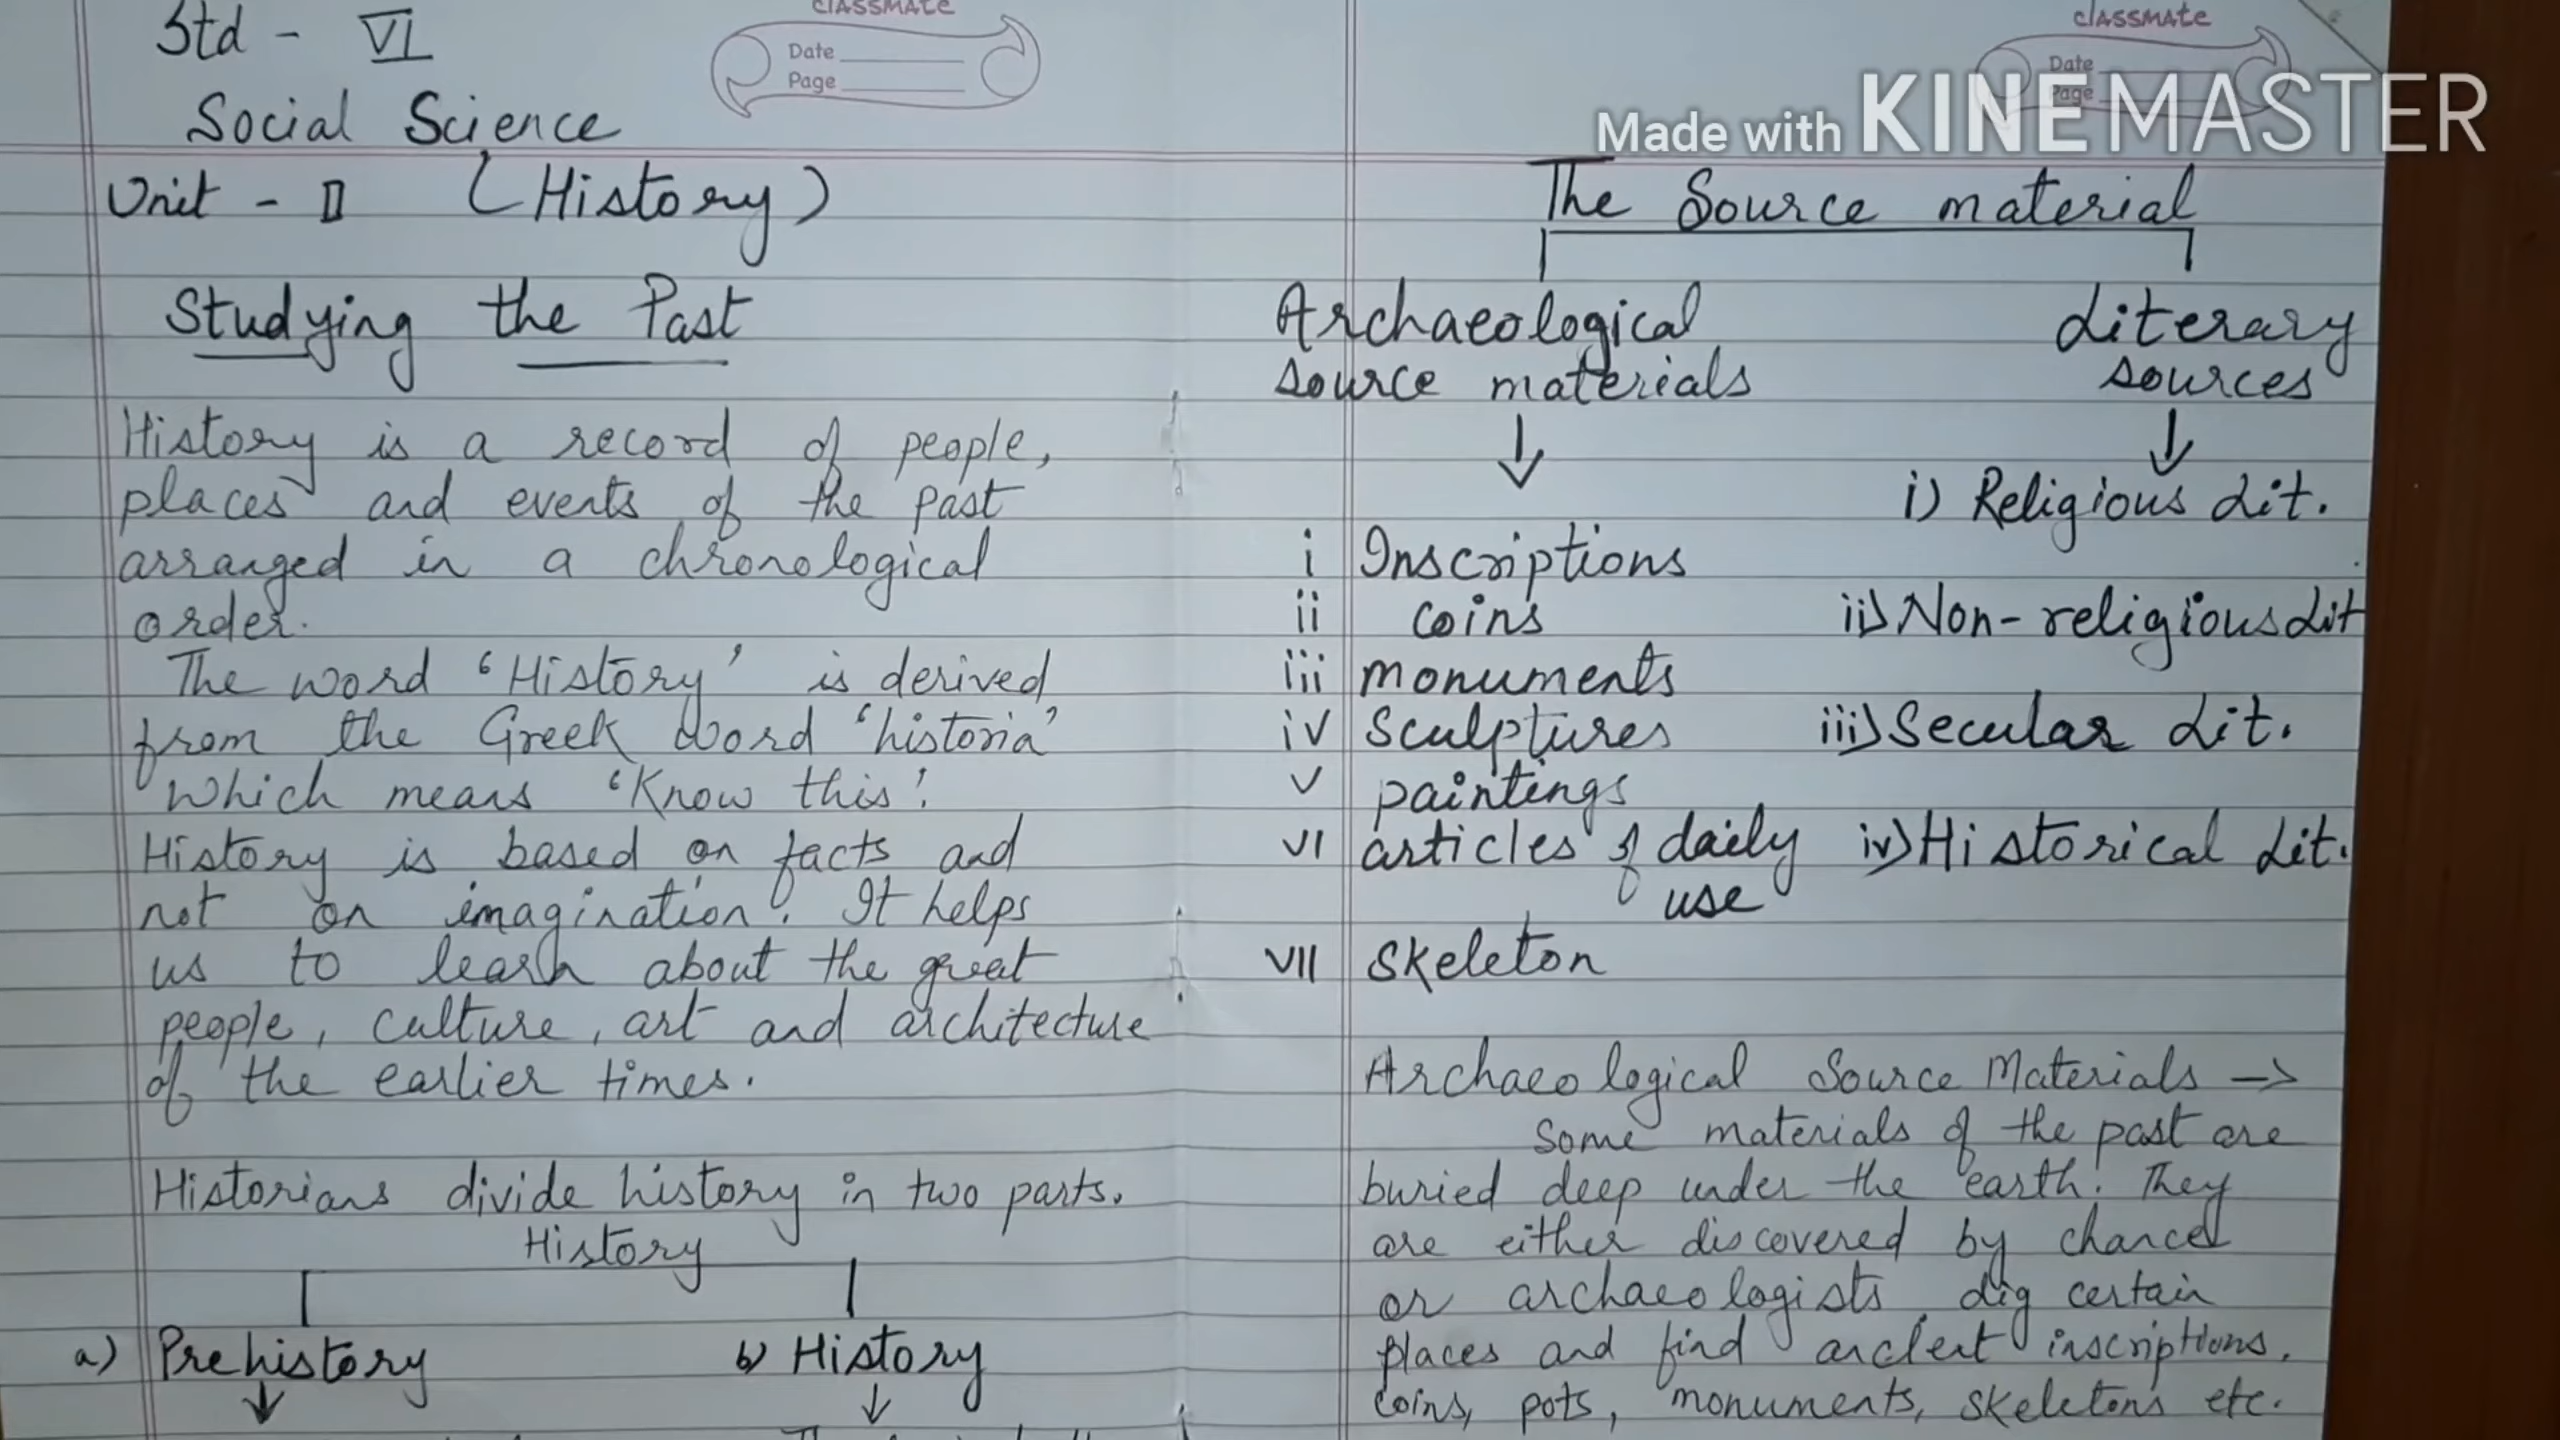 classmate
Date
Page
Std - VI
Social Science
Unit - II (History)
Studying the Past
History is a record of people,
places and events of the past
arranged in a chronological
order.
The word 'History' is derived
from the Greek word 'historia'
which means 'Know this'.
History is based on facts and
not on imagination. It helps
us to learn about the great
people, culture, art and architecture
of the earlier times.
Historians divide history in two parts.
History
a) Prehistory b) History
classmate
Date
Page
Made with KINEMASTER
The Source material
Archaeological
source materials
Literary
sources
i Inscriptions
ii coins
iii monuments
iv Sculptures
v paintings
VI articles of daily
use
VII Skeleton
i) Religious Lit.
ii) Non-religious Lit
iii) Secular Lit.
iv) Historical Lit.
Archaeological Source Materials →
Some materials of the past are
buried deep under the earth. They
are either discovered by chance
or archaeologists dig certain
places and find ancient inscriptions,
coins, pots, monuments, skeletons etc.